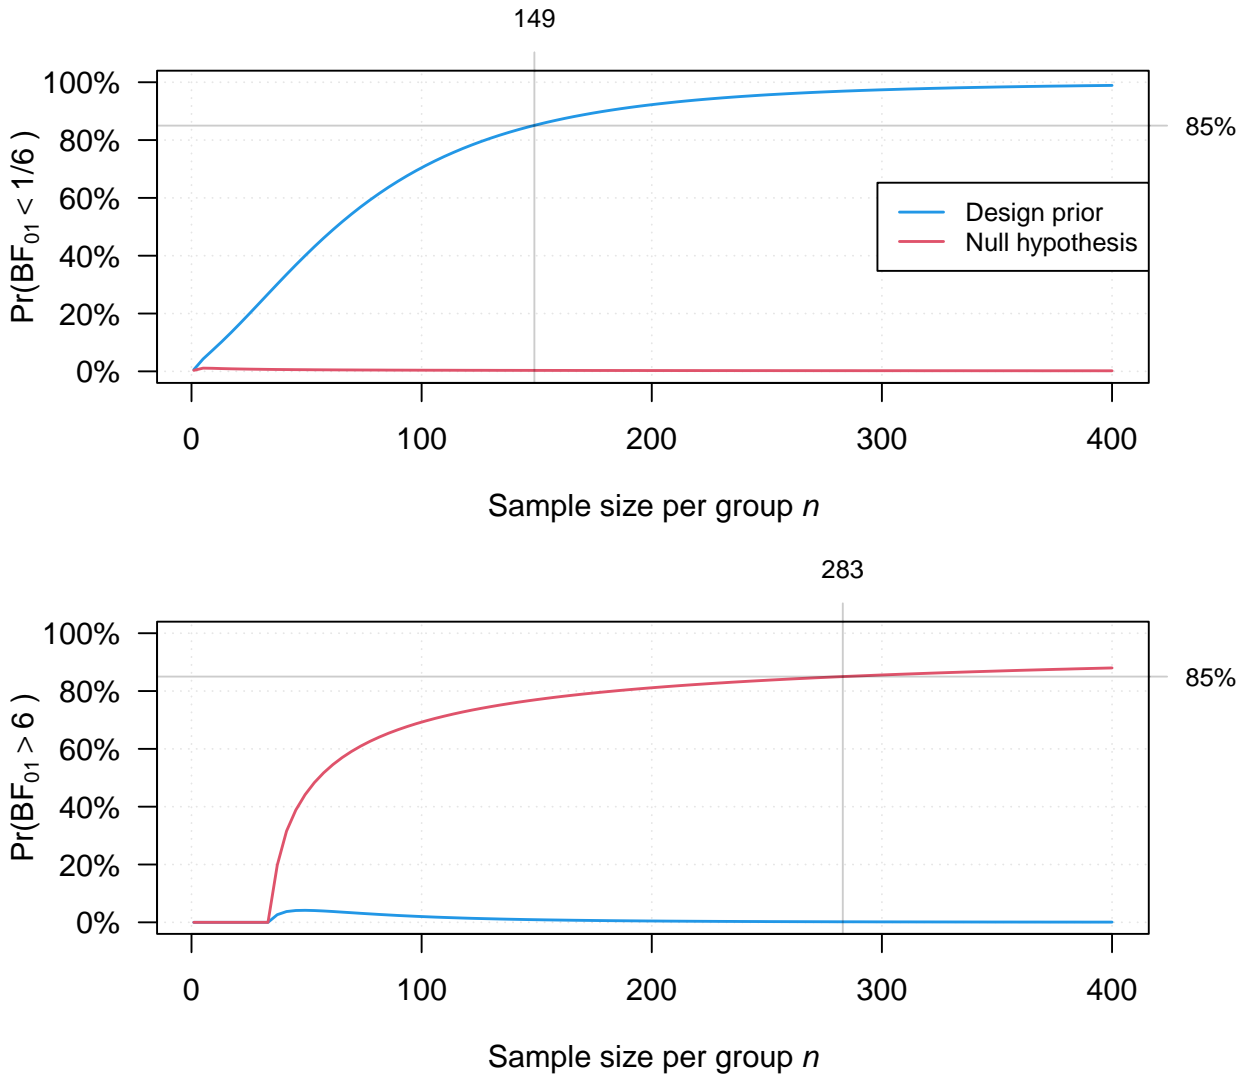 149
100%
80%
60%
40%
20%
0%
Pr(BF01 < 1/6 )
85%
Design prior
Null hypothesis
0 100 200 300 400
Sample size per group n
283
100%
80%
60%
40%
20%
0%
Pr(BF01 > 6 )
85%
0 100 200 300 400
Sample size per group n